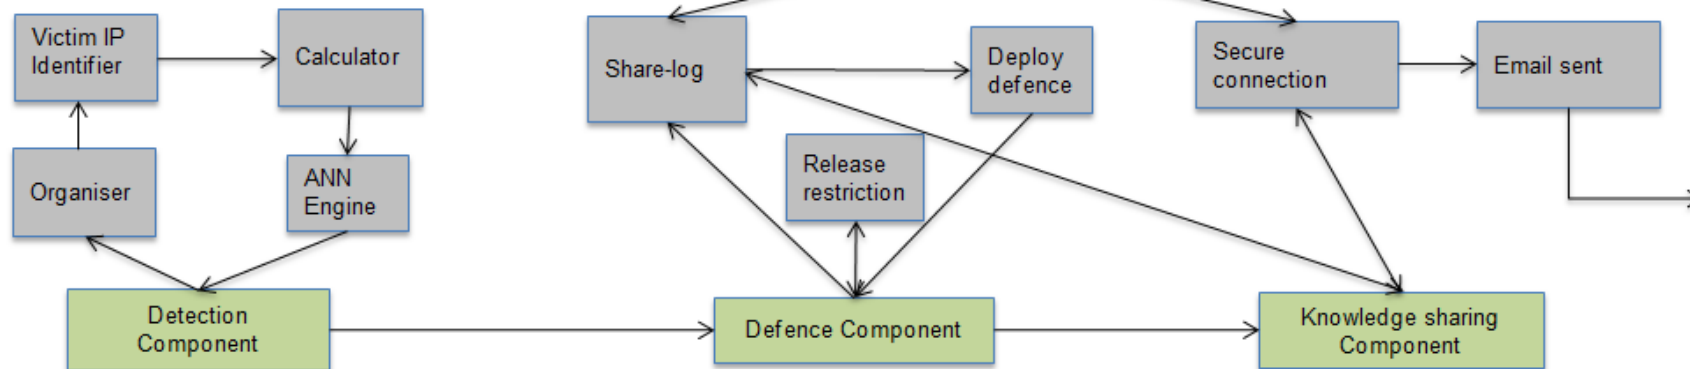 Victim IP
Identifier
Calculator
Share-log
Deploy
defence
Secure
connection
Email sent
Organiser
ANN
Engine
Release
restriction
Detection
Component
Defence Component
Knowledge sharing
Component